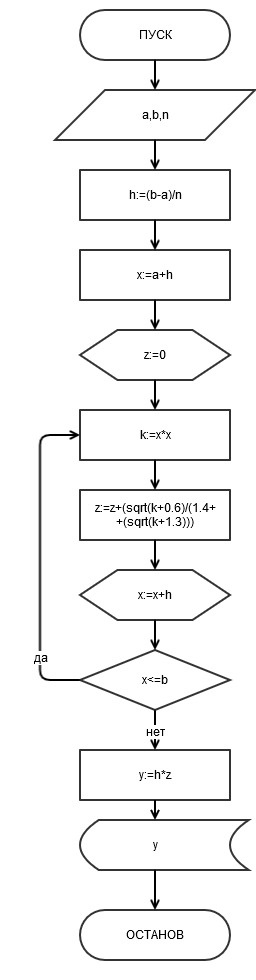 ПУСК
a,b,n
h:=(b-a)/n
x:=a+h
z:=0
k:=x*x
z:=z+(sqrt(k+0.6)/(1.4+
+(sqrt(k+1.3)))
x:=x+h
x<=b
да
нет
y:=h*z
y
ОСТАНОВ